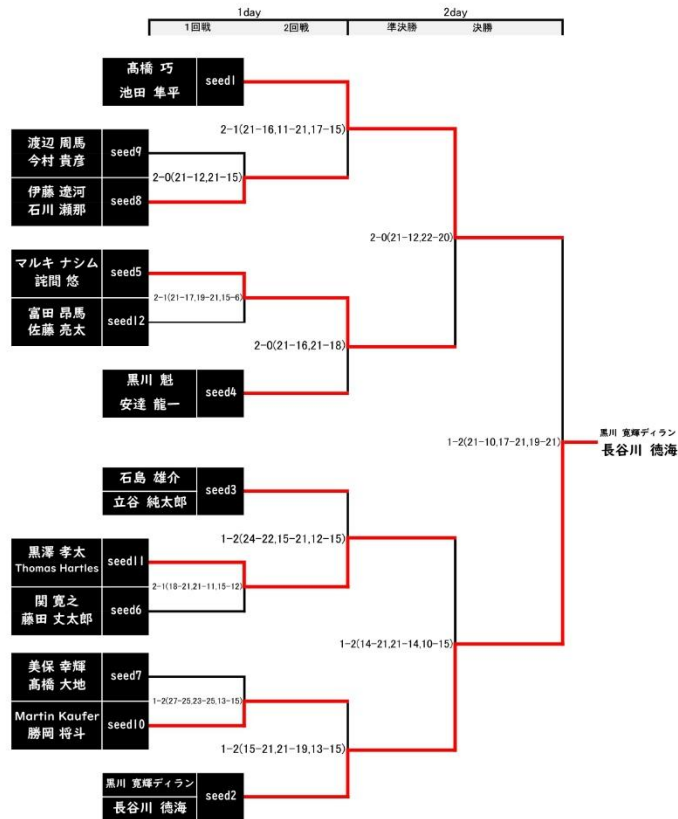 1day
2day
1回戦
2回戦
準決勝
決勝
髙橋 巧
池田 隼平
seed1
2-1(21-16,11-21,17-15)
渡辺 周馬
今村 貴彦
seed9
2-0(21-12,21-15)
伊藤 遼河
石川 瀬那
seed8
2-0(21-12,22-20)
マルキ ナシム
詫間 悠
seed5
2-1(21-17,19-21,15-6)
富田 昂馬
佐藤 亮太
seed12
2-0(21-16,21-18)
黒川 魁
安達 龍一
seed4
黒川 寛輝ディラン
長谷川 徳海
1-2(21-10,17-21,19-21)
石島 雄介
立谷 純太郎
seed3
1-2(24-22,15-21,12-15)
黒澤 孝太
Thomas Hartles
seed11
2-1(18-21,21-11,15-12)
関 寛之
藤田 丈太郎
seed6
1-2(14-21,21-14,10-15)
美保 幸輝
髙橋 大地
seed7
1-2(27-25,23-25,13-15)
Martin Kaufer
勝岡 将斗
seed10
1-2(15-21,21-19,13-15)
黒川 寛輝ディラン
長谷川 徳海
seed2